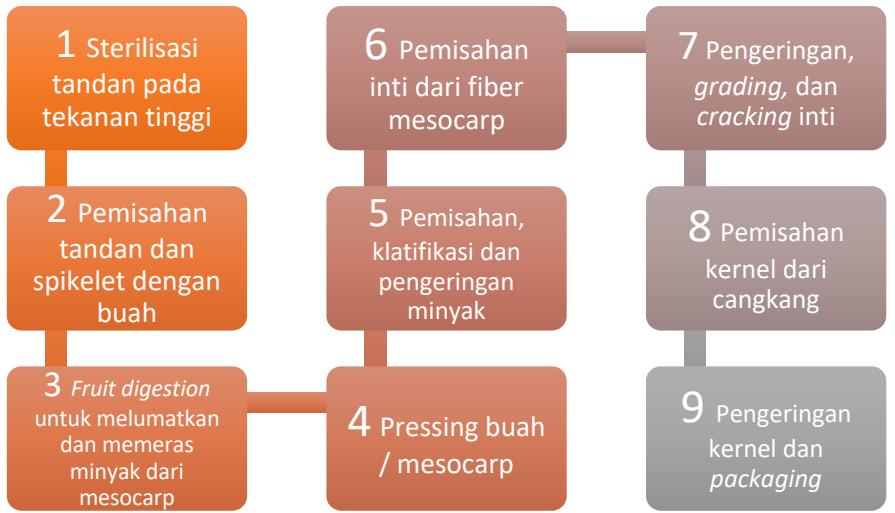 1 Sterilisasi
tandan pada
tekanan tinggi
2 Pemisahan
tandan dan
spikelet dengan
buah
3 Fruit digestion
untuk melumatkan
dan memeras
minyak dari
mesocarp
4 Pressing buah
/ mesocarp
5 Pemisahan,
klatifikasi dan
pengeringan
minyak
6 Pemisahan
inti dari fiber
mesocarp
7 Pengeringan,
grading, dan
cracking inti
8 Pemisahan
kernel dari
cangkang
9 Pengeringan
kernel dan
packaging